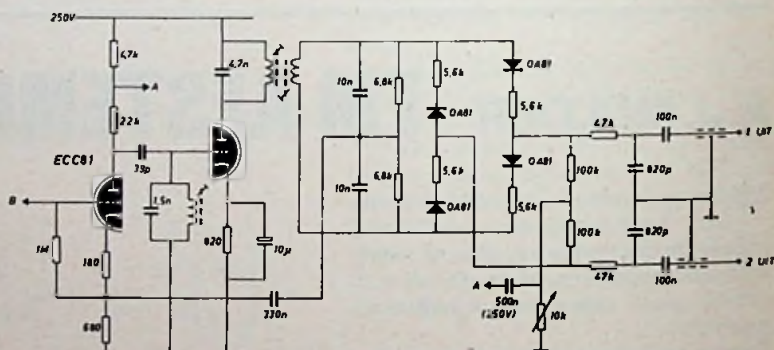 250V
4,7k
A
22k
ECC81
33p
B
1M
180
680
1,5n
4,7n
820
10µ
330n
10n
10n
6,8k
6,8k
5,6k
OA81
5,6k
OA81
OA81
5,6k
OA81
5,6k
100k
100k
47k
47k
820p
820p
100n
100n
1 UIT
2 UIT
A
500n
(250V)
10k